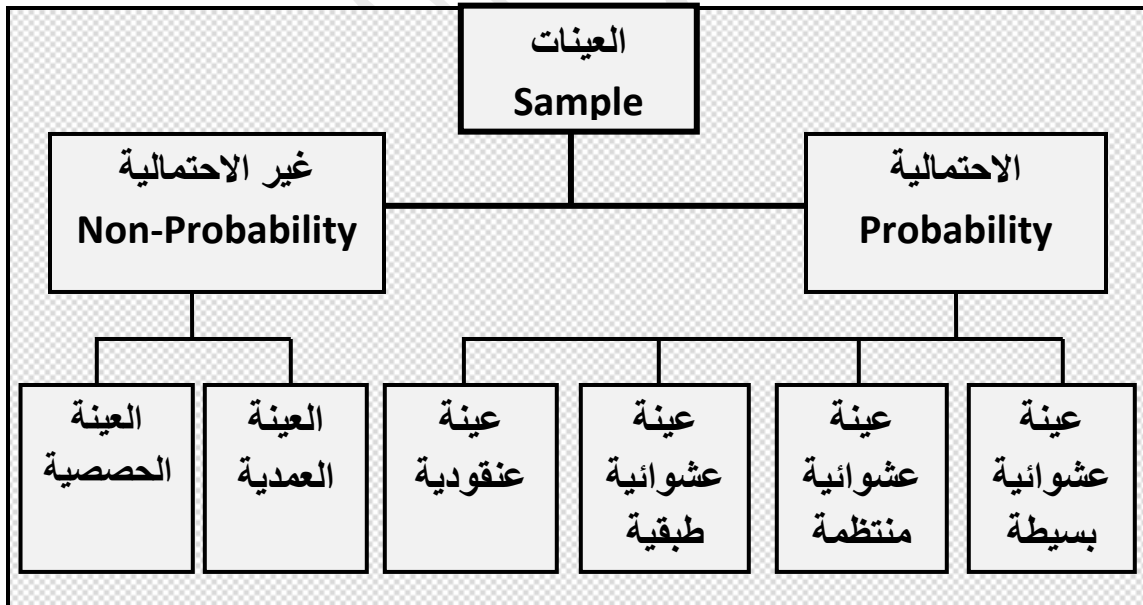 العينات
Sample
الاحتمالية
Probability
غير الاحتمالية
Non-Probability
عينة
عشوائية
بسيطة
عينة
عشوائية
منتظمة
عينة
عشوائية
طبقية
عينة
عنقودية
العينة
العمدية
العينة
الحصصية